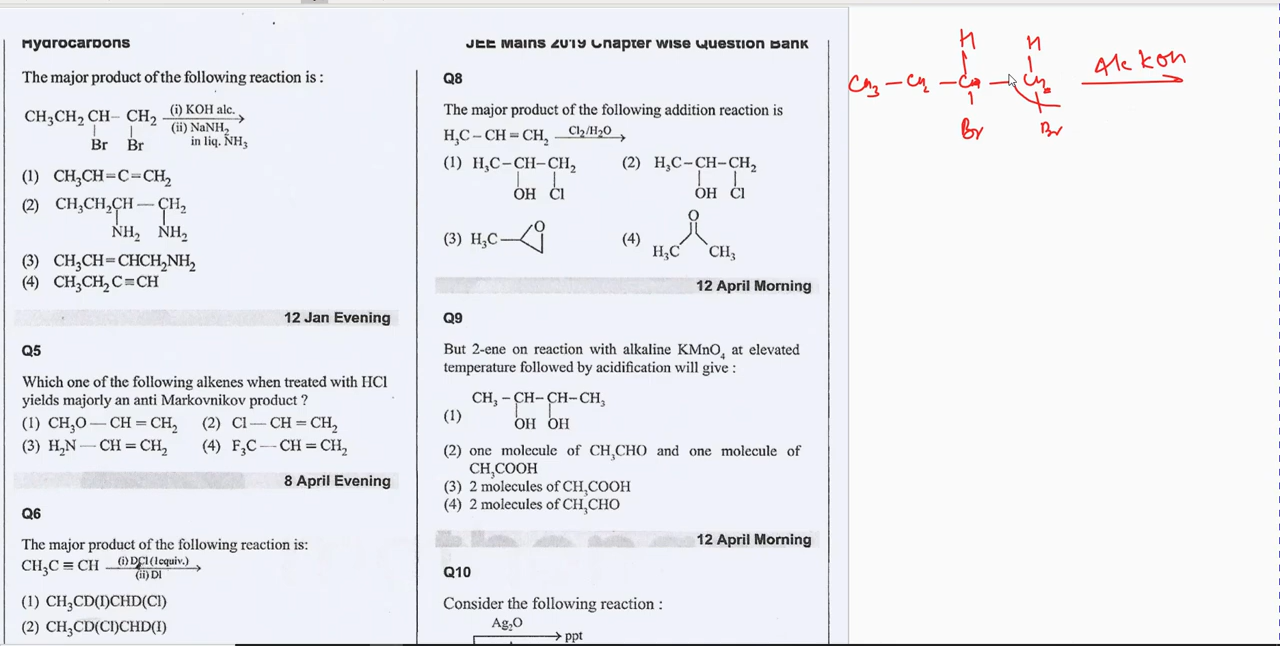 Hydrocarbons
JEE Mains 2019 Chapter wise Question Bank
The major product of the following reaction is :
CH₃CH₂ CH– CH₂ (i) KOH alc.
(ii) NaNH₂
in liq. NH₃
Br Br
(1) CH₃CH=C=CH₂
(2) CH₃CH₂CH — CH₂
NH₂ NH₂
(3) CH₃CH=CHCH₂NH₂
(4) CH₃CH₂C≡CH
12 Jan Evening
Q5
Which one of the following alkenes when treated with HCl
yields majorly an anti Markovnikov product ?
(1) CH₃O — CH = CH₂ (2) Cl — CH = CH₂
(3) H₂N — CH = CH₂ (4) F₃C — CH = CH₂
8 April Evening
Q6
The major product of the following reaction is:
CH₃C ≡ CH (i) DCl (1equiv.)
(ii) DI
(1) CH₃CD(I)CHD(Cl)
(2) CH₃CD(Cl)CHD(I)
Q8
The major product of the following addition reaction is
H₃C – CH = CH₂ Cl₂/H₂O
(1) H₃C–CH–CH₂ (2) H₃C–CH–CH₂
OH Cl OH Cl
(3) H₃C O (4) O
H₃C CH₃
12 April Morning
Q9
But 2-ene on reaction with alkaline KMnO₄ at elevated
temperature followed by acidification will give :
(1) CH₃ – CH– CH– CH₃
OH OH
(2) one molecule of CH₃CHO and one molecule of
CH₃COOH
(3) 2 molecules of CH₃COOH
(4) 2 molecules of CH₃CHO
12 April Morning
Q10
Consider the following reaction :
Ag₂O
ppt
H H
CH₃ – CH₂ – CH – CH₂ Alc KOH
Br Br